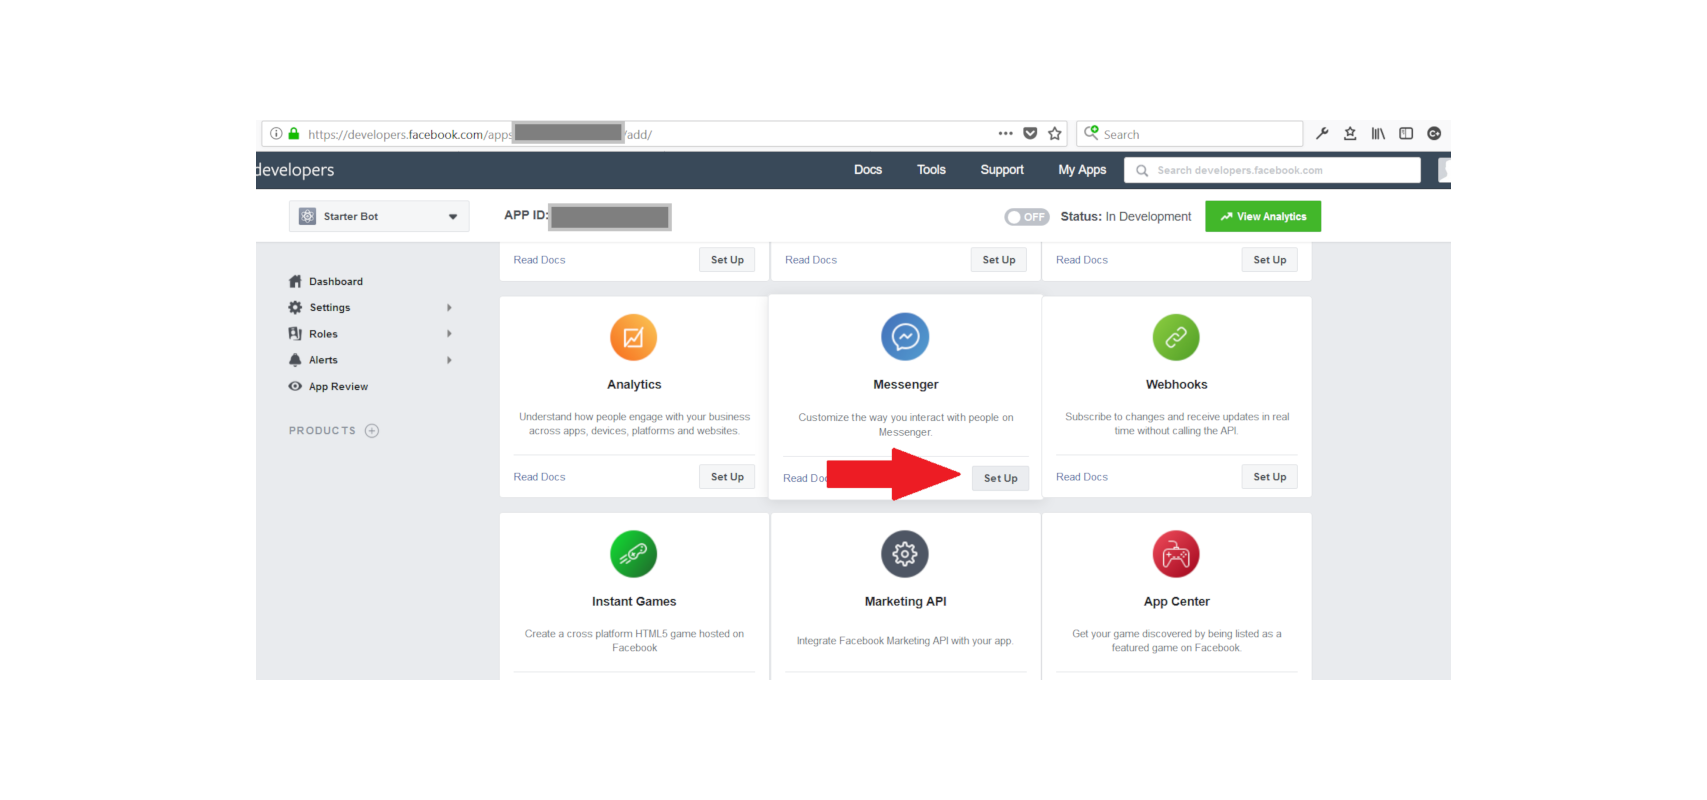 https://developers.facebook.com/apps /add/
Search
developers
Docs
Tools
Support
My Apps
Search developers.facebook.com
Starter Bot
APP ID:
OFF
Status: In Development
View Analytics
Dashboard
Settings
Roles
Alerts
App Review
PRODUCTS
Read Docs
Set Up
Read Docs
Set Up
Read Docs
Set Up
Analytics
Understand how people engage with your business
across apps, devices, platforms and websites.
Read Docs
Set Up
Messenger
Customize the way you interact with people on
Messenger.
Read Doc
Set Up
Webhooks
Subscribe to changes and receive updates in real
time without calling the API.
Read Docs
Set Up
Instant Games
Create a cross platform HTML5 game hosted on
Facebook
Marketing API
Integrate Facebook Marketing API with your app.
App Center
Get your game discovered by being listed as a
featured game on Facebook.